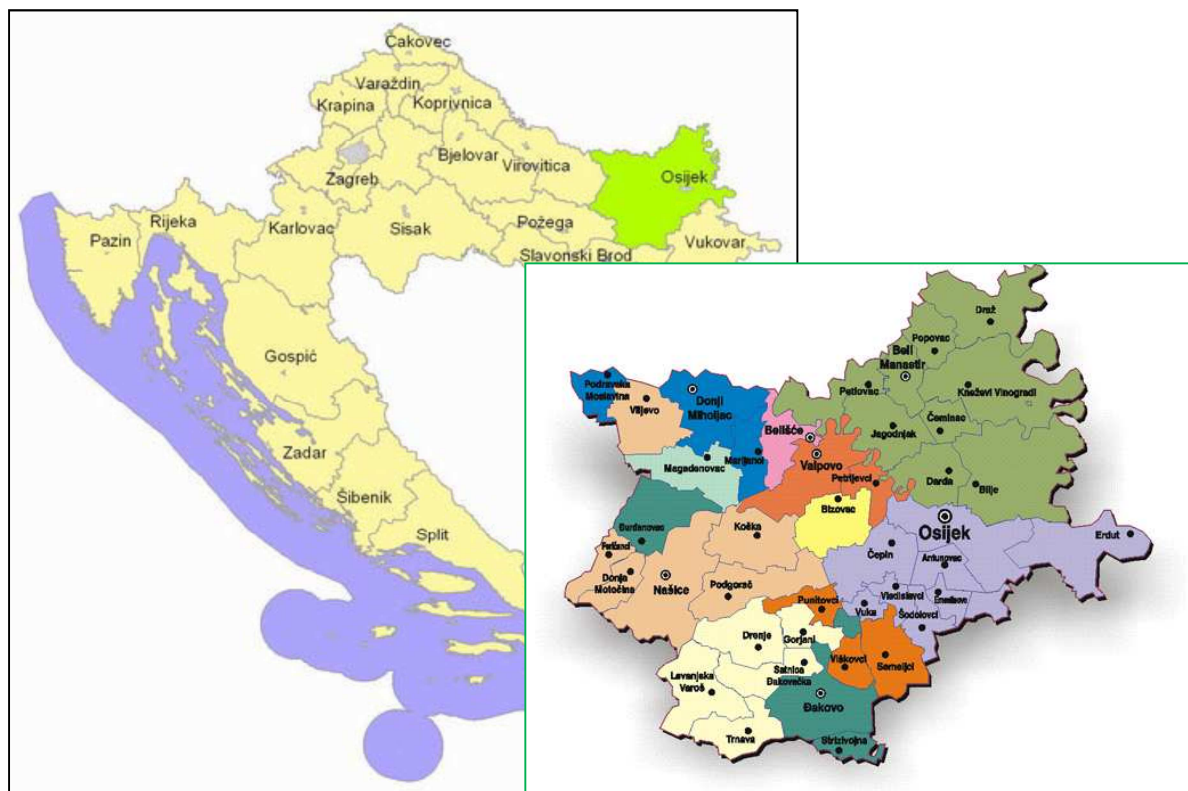 Čakovec
Varaždin
Krapina
Koprivnica
Bjelovar
Virovitica
Zagreb
Osijek
Pazin
Rijeka
Karlovac
Sisak
Požega
Slavonski Brod
Vukovar
Gospić
Zadar
Šibenik
Split
Draž
Popovac
Beli
Manastir
Petlovac
Kneževi Vinogradi
Podravska
Moslavina
Viljevo
Donji
Miholjac
Čeminac
Jagodnjak
Belišće
Valpovo
Marijanci
Magadenovac
Petrijevci
Darda
Bilje
Bizovac
Osijek
Erdut
Đurđenovac
Koška
Čepin
Antunovac
Feričanci
Donja
Motičina
Našice
Podgorač
Vladislavci
Ernestinovo
Punitovci
Vuka
Šodolovci
Drenje
Gorjani
Satnica
Đakovačka
Viškovci
Semeljci
Levanjska
Varoš
Đakovo
Trnava
Strizivojna